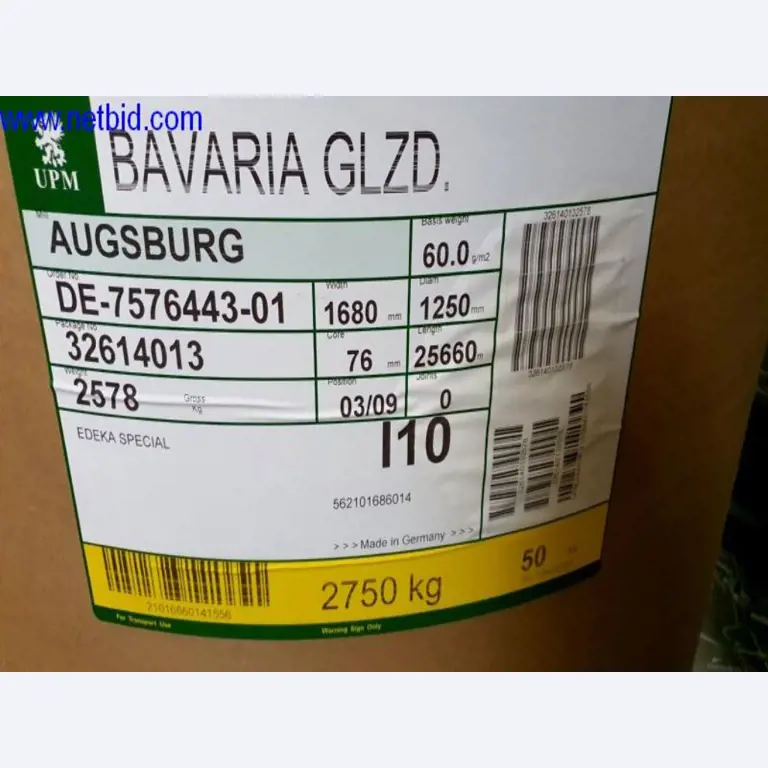 www.netbid.com
UPM
BAVARIA GLZD.
Mill
AUGSBURG
Basis weight
60.0 g/m2
326140132578
Order No
DE-7576443-01
Width
1680 mm
Diam
1250 mm
Package No
32614013
Core
76 mm
Length
25660 m
Weight
2578
Gross
kg
Position
03/09
Joints
0
EDEKA SPECIAL
I10
562101686014
>>> Made in Germany >>>
2750 kg
50
For Transport Use
Warning Sign Only